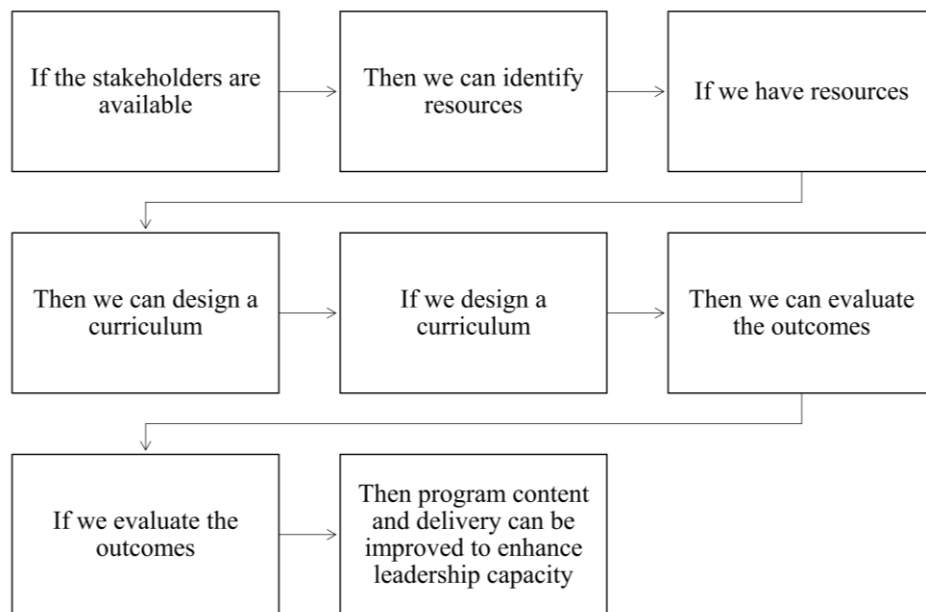 If the stakeholders are
available
Then we can identify
resources
If we have resources
Then we can design a
curriculum
If we design a
curriculum
Then we can evaluate
the outcomes
If we evaluate the
outcomes
Then program content
and delivery can be
improved to enhance
leadership capacity